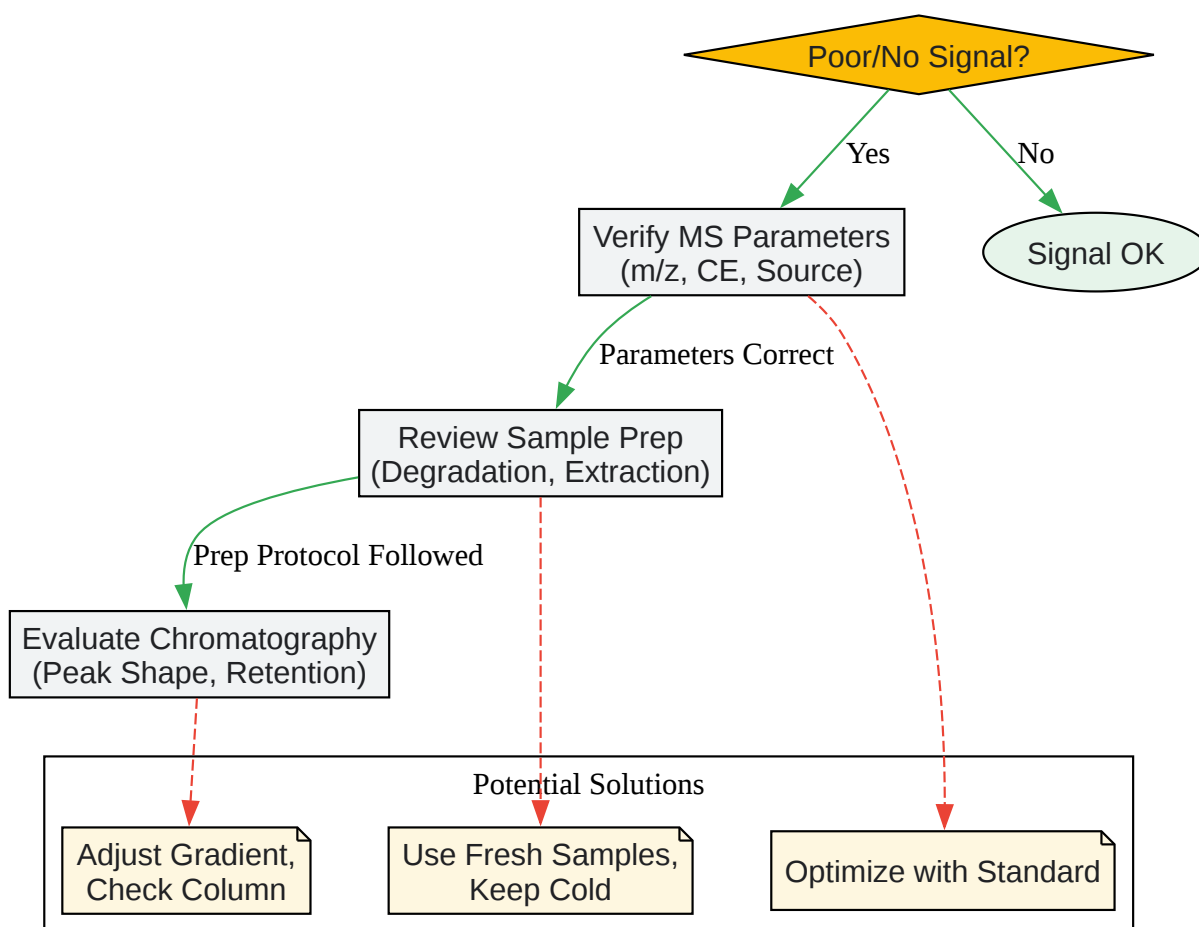 Poor/No Signal?
Yes
No
Verify MS Parameters
(m/z, CE, Source)
Signal OK
Parameters Correct
Review Sample Prep
(Degradation, Extraction)
Prep Protocol Followed
Evaluate Chromatography
(Peak Shape, Retention)
Potential Solutions
Adjust Gradient,
Check Column
Use Fresh Samples,
Keep Cold
Optimize with Standard